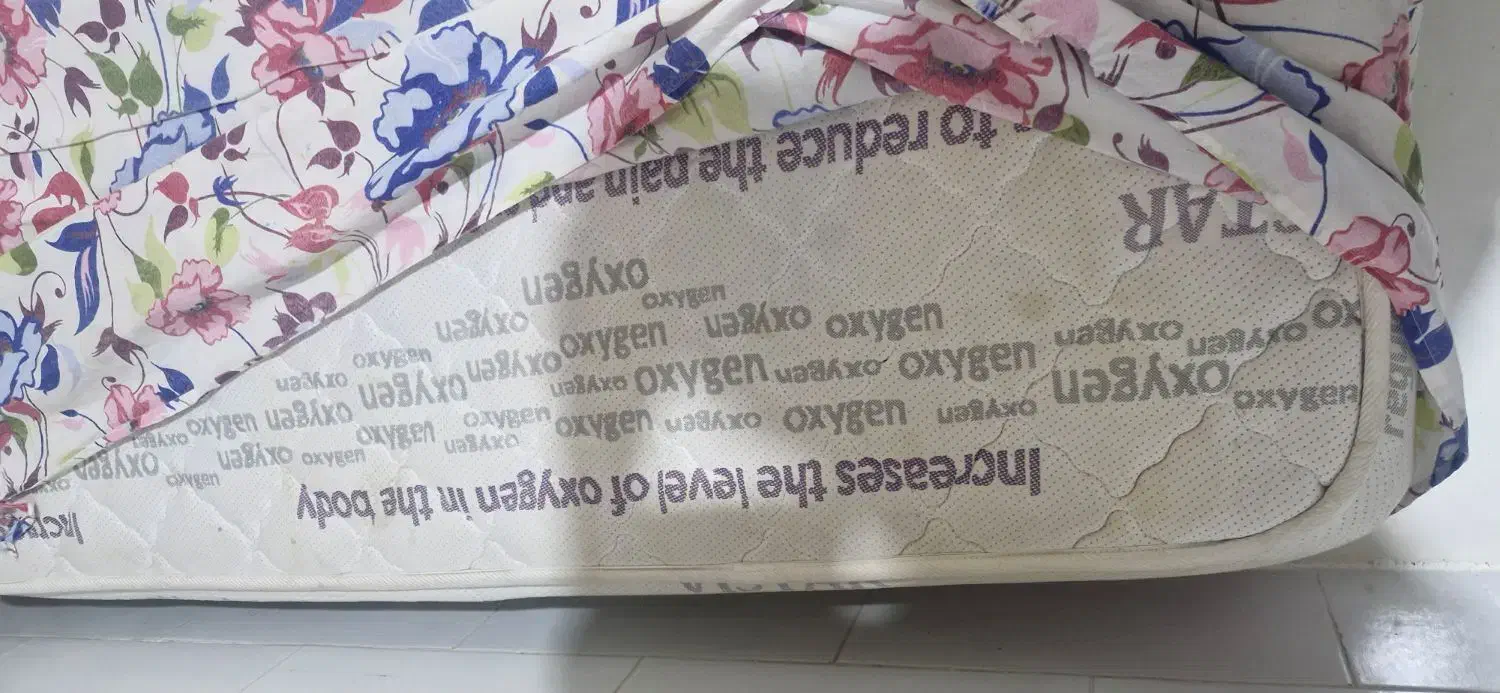 Increases the level of oxygen in the body Incr
oxygen
oxygen oxygen oxygen oxygen
oxygen oxygen oxygen oxygen oxygen oxygen oxygen oxygen oxygen oxygen
oxygen oxygen oxygen oxygen oxygen oxygen oxygen oxygen
oxygen oxygen oxygen oxygen
oxygen oxygen oxygen
oxygen oxygen
STAR
to reduce the pain and